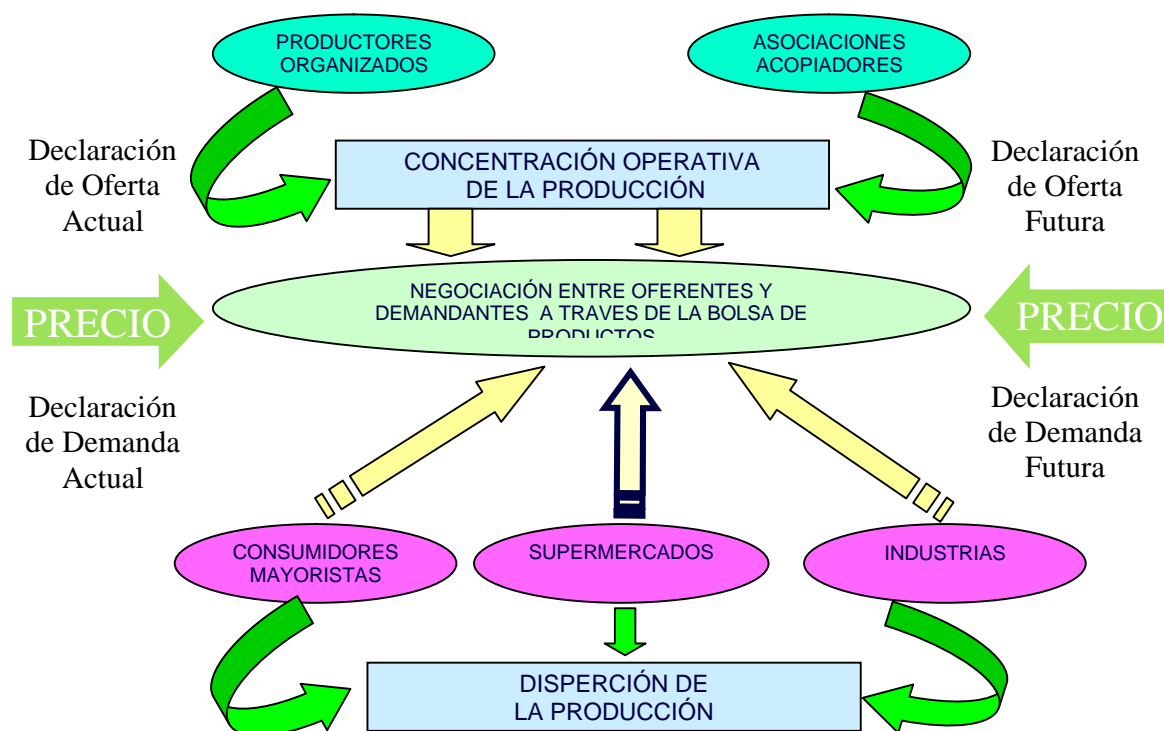 PRODUCTORES
ORGANIZADOS
ASOCIACIONES
ACOPIADORES
Declaración
de Oferta
Actual
CONCENTRACIÓN OPERATIVA
DE LA PRODUCCIÓN
Declaración
de Oferta
Futura
PRECIO
NEGOCIACIÓN ENTRE OFERENTES Y
DEMANDANTES A TRAVES DE LA BOLSA DE
PRODUCTOS
PRECIO
Declaración
de Demanda
Actual
Declaración
de Demanda
Futura
CONSUMIDORES
MAYORISTAS
SUPERMERCADOS
INDUSTRIAS
DISPERCIÓN DE
LA PRODUCCIÓN